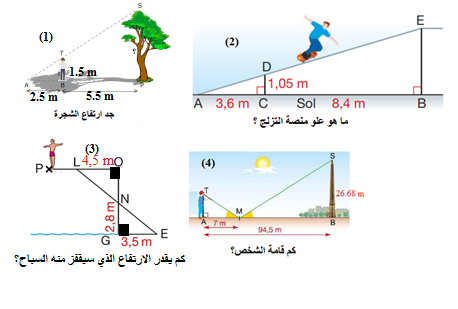 (1)
S
T
؟
1.5 m
A B P
2.5 m 5.5 m
جد ارتفاع الشجرة
(2)
E
D
1,05 m
A 3,6 m C Sol 8,4 m B
ما هو علو منصة التزلج ؟
(3)
P L 4,5 m O
N
2,8 m
G 3,5 m E
كم يقدر الارتفاع الذي سيقفز منه السباح؟
(4)
S
T
26.68 m
A M B
7 m
94,5 m
كم قامة الشخص؟